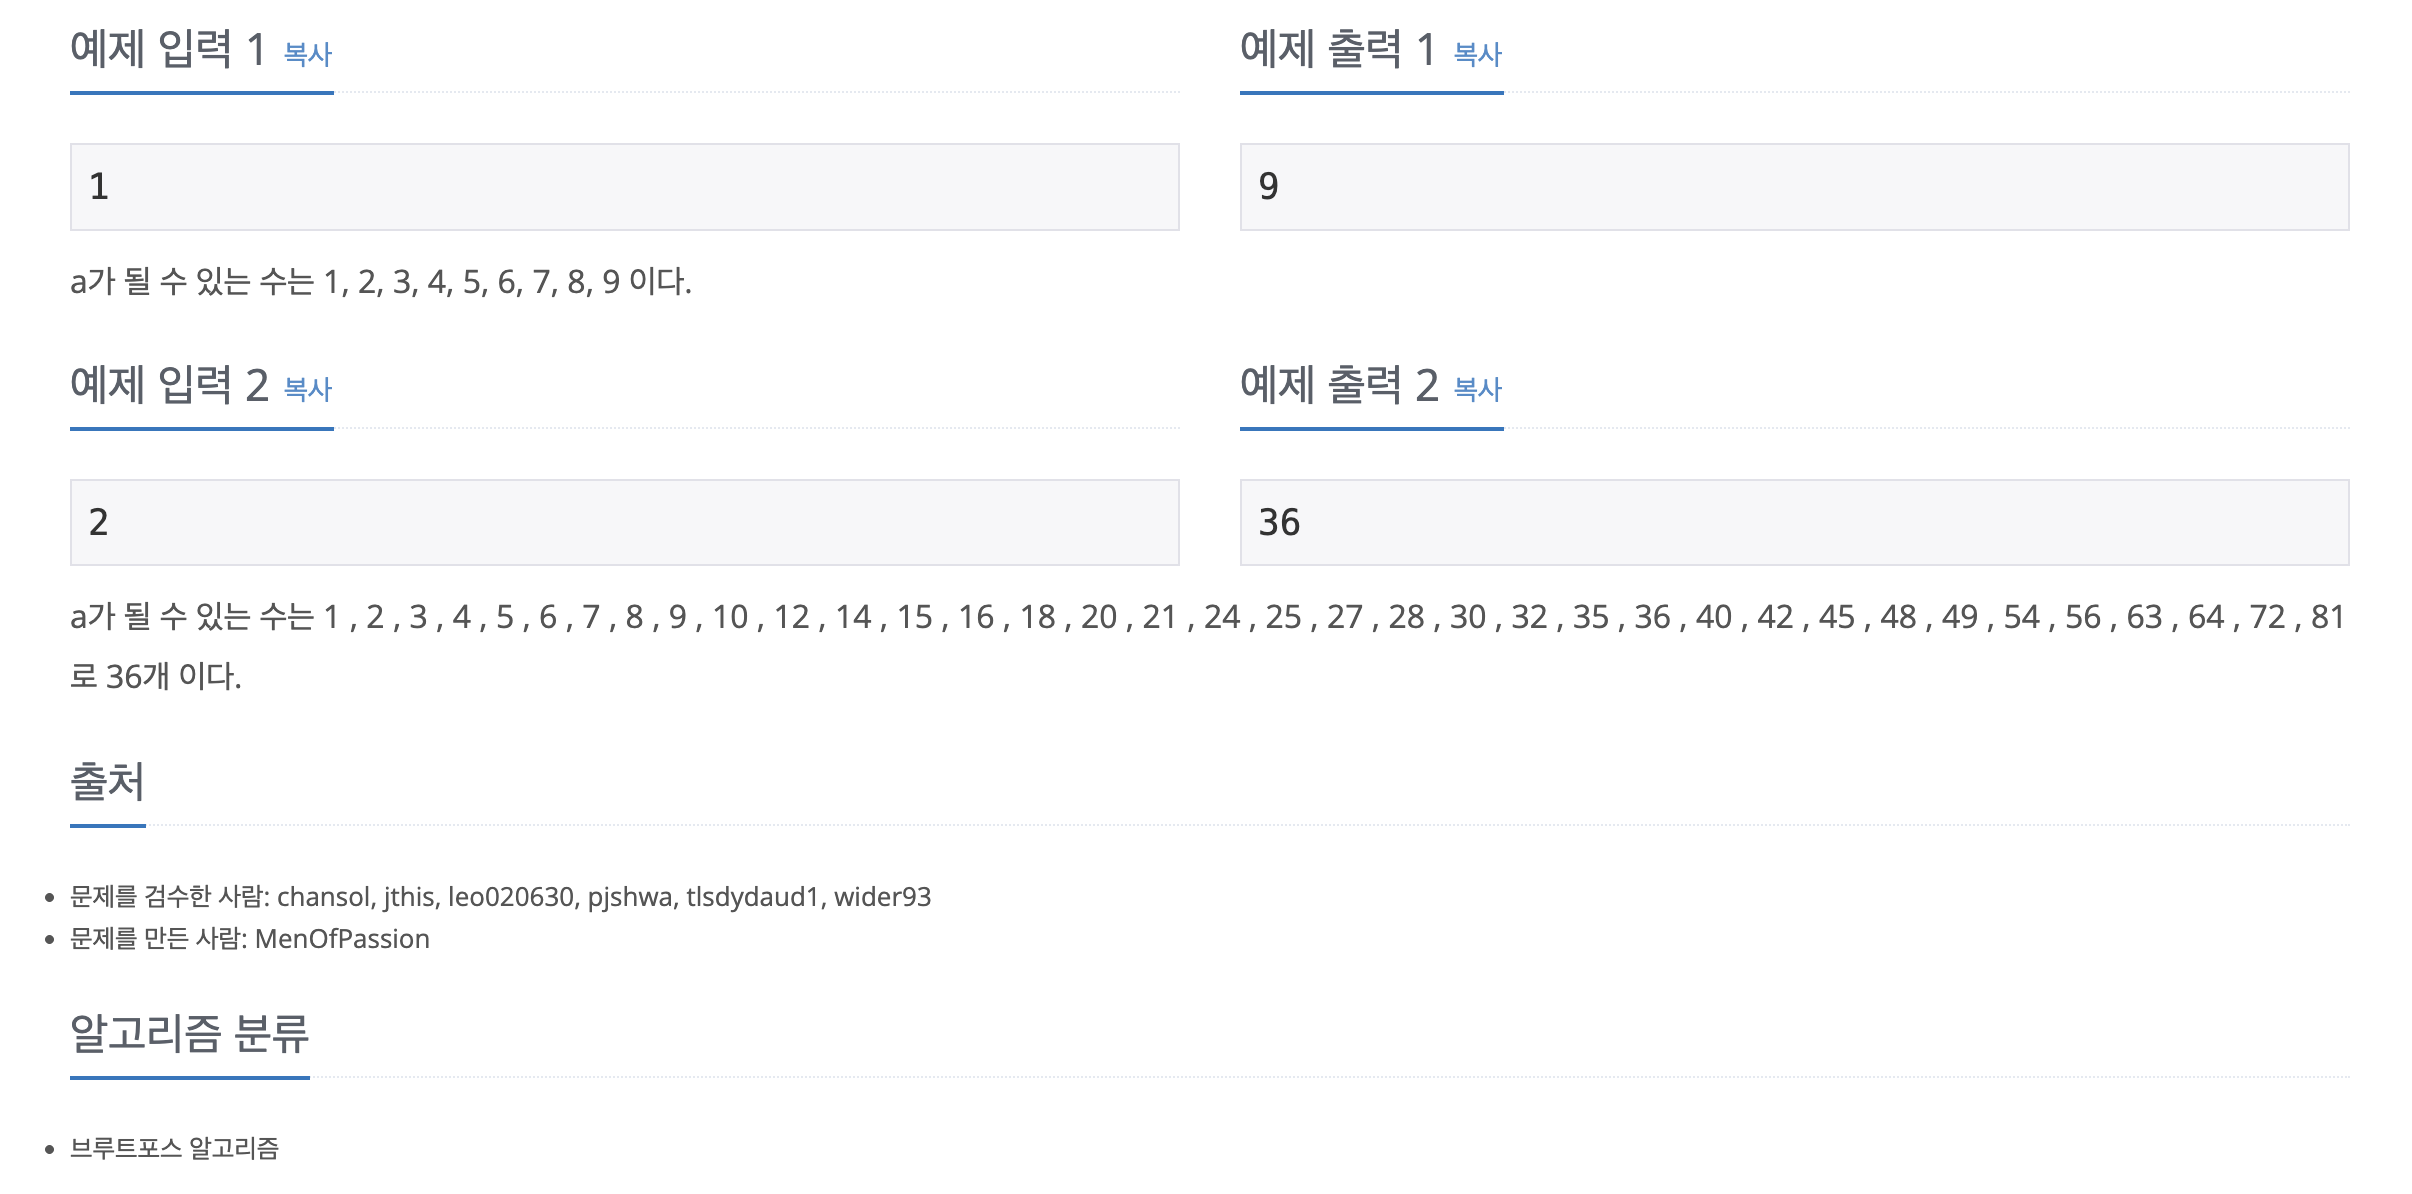 예제 입력 1 복사
1
a가 될 수 있는 수는 1, 2, 3, 4, 5, 6, 7, 8, 9 이다.
예제 출력 1 복사
9
예제 입력 2 복사
2
예제 출력 2 복사
36
a가 될 수 있는 수는 1 , 2 , 3 , 4 , 5 , 6 , 7 , 8 , 9 , 10 , 12 , 14 , 15 , 16 , 18 , 20 , 21 , 24 , 25 , 27 , 28 , 30 , 32 , 35 , 36 , 40 , 42 , 45 , 48 , 49 , 54 , 56 , 63 , 64 , 72 , 81
로 36개 이다.
출처
• 문제를 검수한 사람: chansol, jthis, leo020630, pjshwa, tlsdydaud1, wider93
• 문제를 만든 사람: MenOfPassion
알고리즘 분류
• 브루트포스 알고리즘